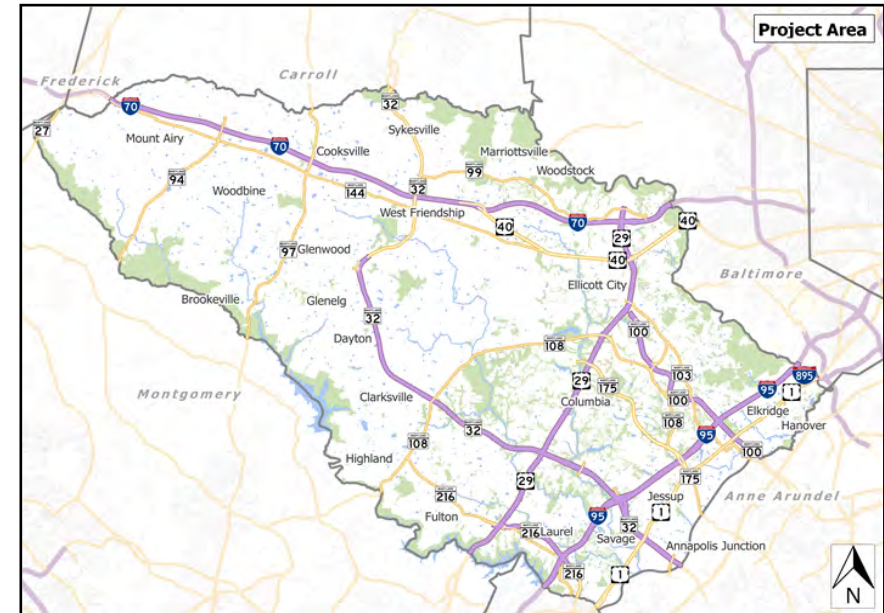 Project Area
Carroll
Frederick
70
32
27
Sykesville
Mount Airy
70
Cooksville
Marriottsville
99
Woodstock
94
Woodbine
144
32
West Friendship
70
40
40
29
97
Glenwood
40
Baltimore
Ellicott City
Brookeville
Glenelg
32
100
Dayton
108
103
895
29
175
95
1
Montgomery
Clarksville
Columbia
100
Elkridge
108
32
108
95
Hanover
Highland
100
29
175
216
Jessup
Anne Arundel
Fulton
95
1
216
Laurel
32
Savage
Annapolis Junction
216
1
N